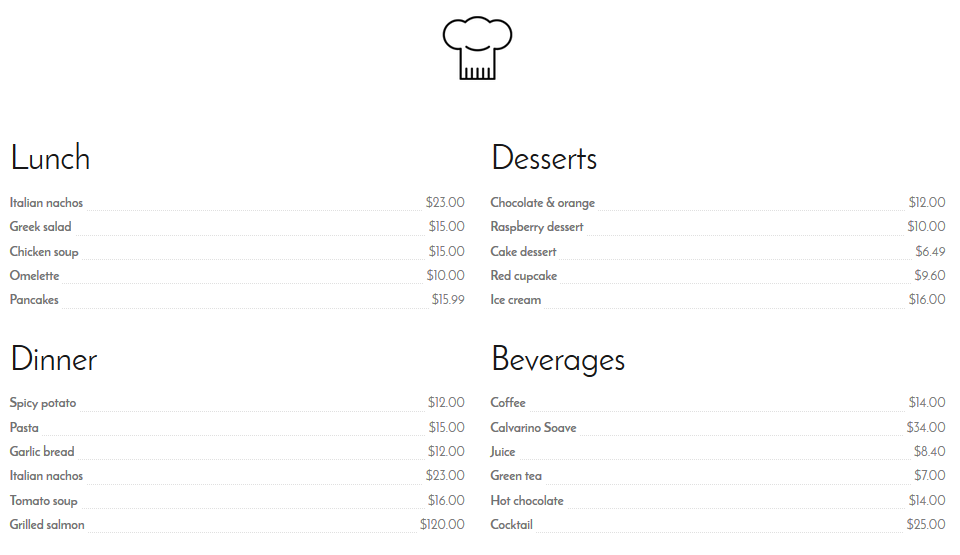 Lunch
Italian nachos $23.00
Greek salad $15.00
Chicken soup $15.00
Omelette $10.00
Pancakes $15.99
Dinner
Spicy potato $12.00
Pasta $15.00
Garlic bread $12.00
Italian nachos $23.00
Tomato soup $16.00
Grilled salmon $120.00
Desserts
Chocolate & orange $12.00
Raspberry dessert $10.00
Cake dessert $6.49
Red cupcake $9.60
Ice cream $16.00
Beverages
Coffee $14.00
Calvarino Soave $34.00
Juice $8.40
Green tea $7.00
Hot chocolate $14.00
Cocktail $25.00